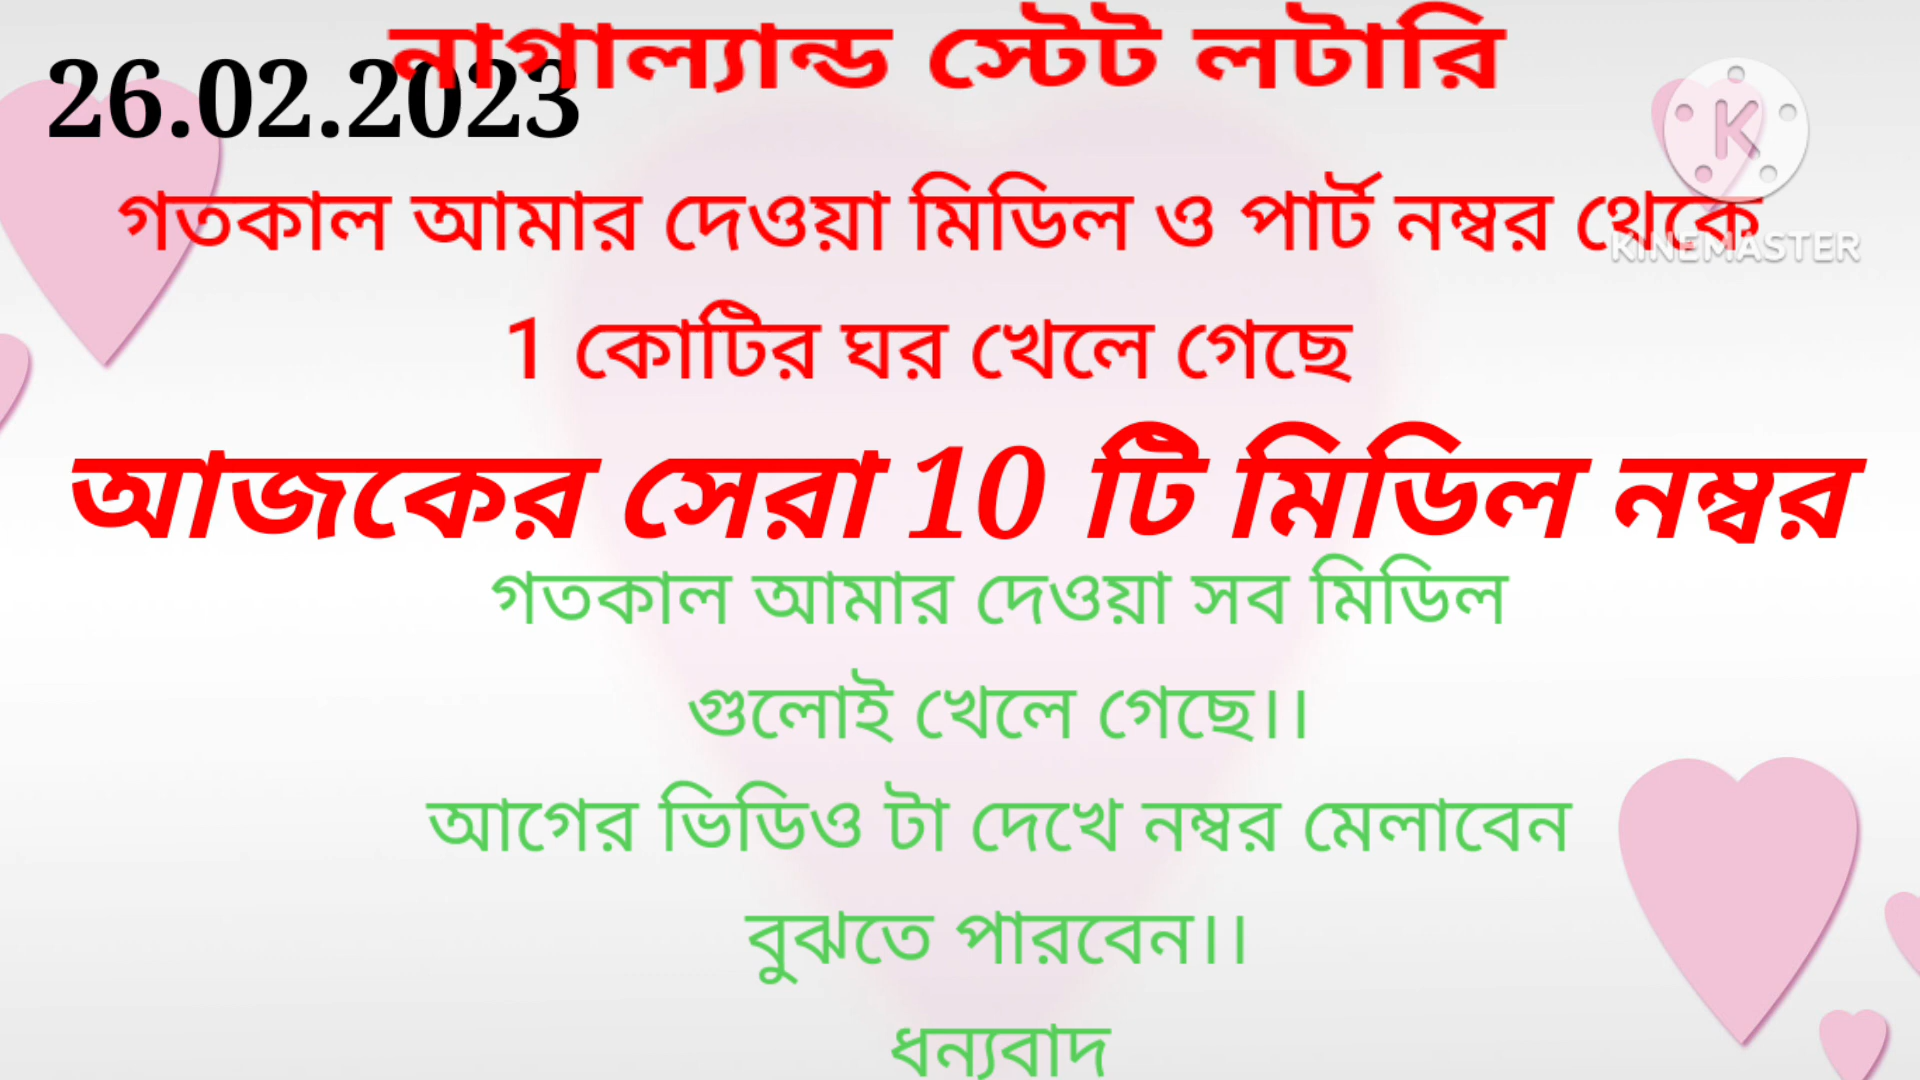 নাগাল্যান্ড স্টেট লটারি
26.02.2023
গতকাল আমার দেওয়া মিডিল ও পার্ট নম্বর থেকে
KINEMASTER
1 কোটির ঘর খেলে গেছে
আজকের সেরা 10 টি মিডিল নম্বর
গতকাল আমার দেওয়া সব মিডিল
গুলোই খেলে গেছে।।
আগের ভিডিও টা দেখে নম্বর মেলাবেন
বুঝতে পারবেন।।
ধন্যবাদ